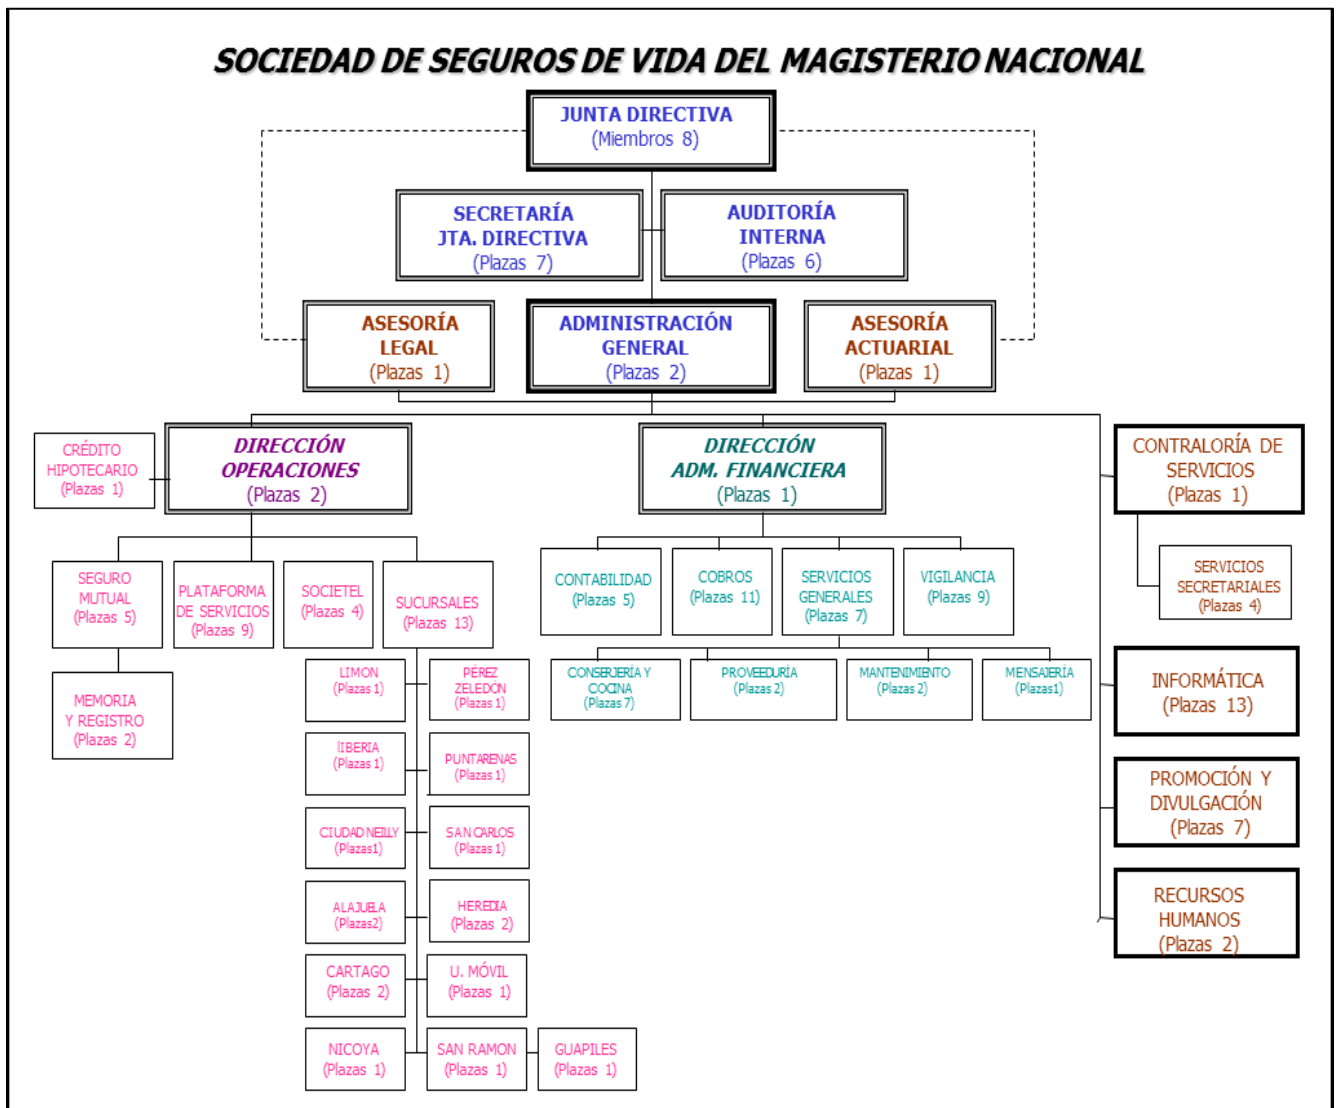 SOCIEDAD DE SEGUROS DE VIDA DEL MAGISTERIO NACIONAL
JUNTA DIRECTIVA
(Miembros 8)
SECRETARÍA
JTA. DIRECTIVA
(Plazas 7)
AUDITORÍA
INTERNA
(Plazas 6)
ASESORÍA
LEGAL
(Plazas 1)
ADMINISTRACIÓN
GENERAL
(Plazas 2)
ASESORÍA
ACTUARIAL
(Plazas 1)
CRÉDITO
HIPOTECARIO
(Plazas 1)
DIRECCIÓN
OPERACIONES
(Plazas 2)
DIRECCIÓN
ADM. FINANCIERA
(Plazas 1)
CONTRALORÍA DE
SERVICIOS
(Plazas 1)
SERVICIOS
SECRETARIALES
(Plazas 4)
SEGURO
MUTUAL
(Plazas 5)
PLATAFORMA
DE SERVICIOS
(Plazas 9)
SOCIETEL
(Plazas 4)
SUCURSALES
(Plazas 13)
CONTABILIDAD
(Plazas 5)
COBROS
(Plazas 11)
SERVICIOS
GENERALES
(Plazas 7)
VIGILANCIA
(Plazas 9)
MEMORIA
Y REGISTRO
(Plazas 2)
LIMON
(Plazas 1)
PÉREZ
ZELEDÓN
(Plazas 1)
CONSERJERÍA Y
COCINA
(Plazas 7)
PROVEEDURÍA
(Plazas 2)
MANTENIMIENTO
(Plazas 2)
MENSAJERÍA
(Plazas1)
INFORMÁTICA
(Plazas 13)
lIBERIA
(Plazas 1)
PUNTARENAS
(Plazas 1)
PROMOCIÓN Y
DIVULGACIÓN
(Plazas 7)
CIUDAD NEILLY
(Plazas1)
SAN CARLOS
(Plazas 1)
ALAJUELA
(Plazas2)
HEREDIA
(Plazas 2)
RECURSOS
HUMANOS
(Plazas 2)
CARTAGO
(Plazas 2)
U. MÓVIL
(Plazas 1)
NICOYA
(Plazas 1)
SAN RAMON
(Plazas 1)
GUAPILES
(Plazas 1)